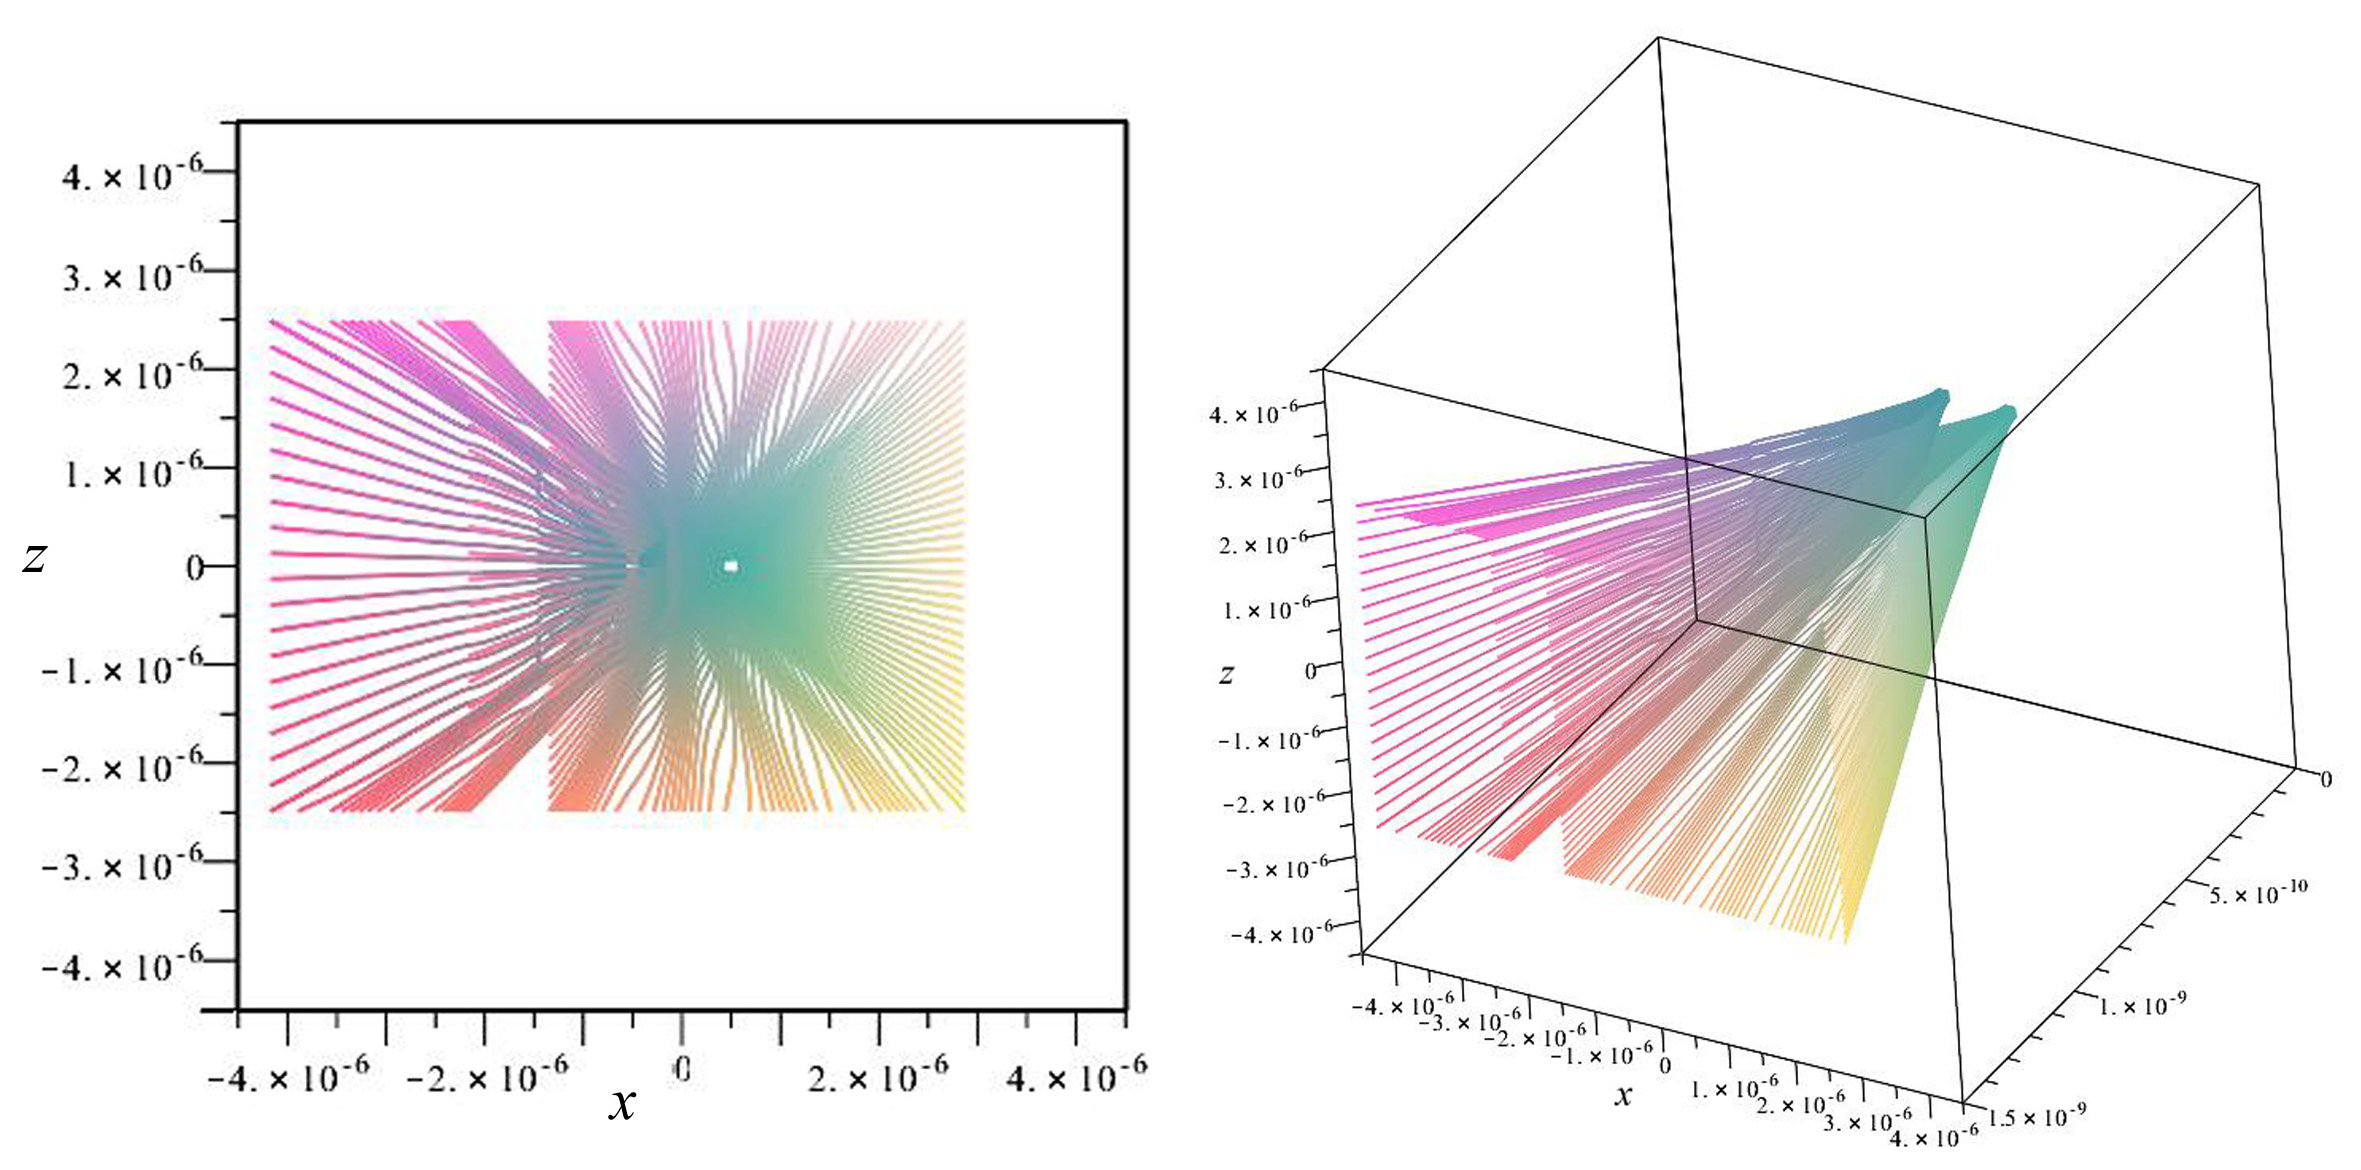 4. × 10⁻⁶
3. × 10⁻⁶
2. × 10⁻⁶
1. × 10⁻⁶
z
0
−1. × 10⁻⁶
−2. × 10⁻⁶
−3. × 10⁻⁶
−4. × 10⁻⁶
−4. × 10⁻⁶ −2. × 10⁻⁶ 0 2. × 10⁻⁶ 4. × 10⁻⁶
x
4. × 10⁻⁶
3. × 10⁻⁶
2. × 10⁻⁶
1. × 10⁻⁶
0
z
−1. × 10⁻⁶
−2. × 10⁻⁶
−3. × 10⁻⁶
−4. × 10⁻⁶
−4. × 10⁻⁶
−3. × 10⁻⁶
−2. × 10⁻⁶
−1. × 10⁻⁶
0
x
1. × 10⁻⁶
2. × 10⁻⁶
3. × 10⁻⁶
4. × 10⁻⁶
0
5. × 10⁻¹⁰
1. × 10⁻⁹
1.5 × 10⁻⁹